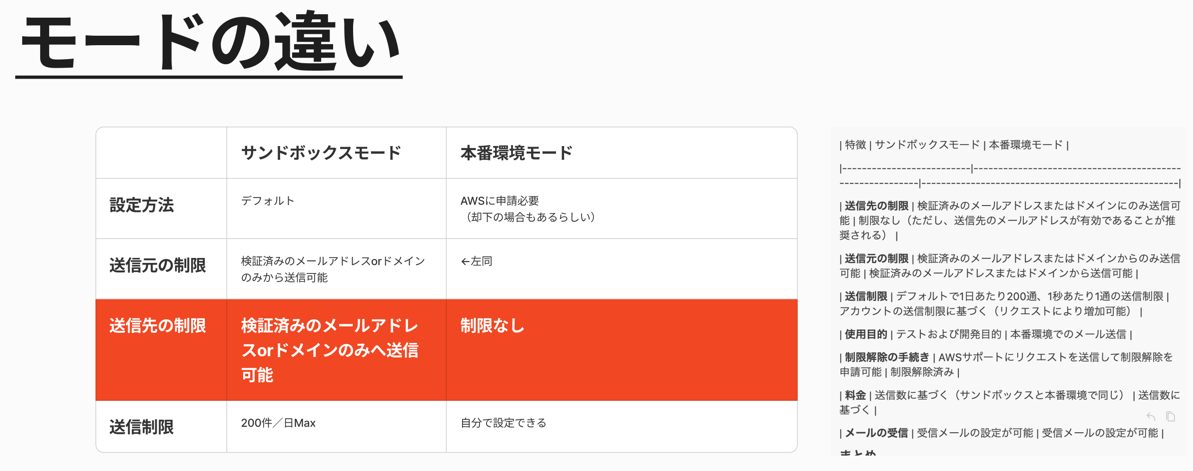 モードの違い
サンドボックスモード 本番環境モード
設定方法 デフォルト AWSに申請必要
（却下の場合もあるらしい）
送信元の制限 検証済みのメールアドレスorドメイン ←左同
のみから送信可能
送信先の制限 検証済みのメールアドレ 制限なし
スorドメインのみへ送信
可能
送信制限 200件／日Max 自分で設定できる
| 特徴 | サンドボックスモード | 本番環境モード |
|--------------------------|------------------------------------------
----------------|----------------------------------------------------|
| 送信先の制限 | 検証済みのメールアドレスまたはドメインにのみ送信可
能 | 制限なし（ただし、送信先のメールアドレスが有効であることが推
奨される） |
| 送信元の制限 | 検証済みのメールアドレスまたはドメインからのみ送信
可能 | 検証済みのメールアドレスまたはドメインから送信可能 |
| 送信制限 | デフォルトで1日あたり200通、1秒あたり1通の送信制限 |
アカウントの送信制限に基づく（リクエストにより増加可能） |
| 使用目的 | テストおよび開発目的 | 本番環境でのメール送信 |
| 制限解除の手続き | AWSサポートにリクエストを送信して制限解除を
申請可能 | 制限解除済み |
| 料金 | 送信数に基づく（サンドボックスと本番環境で同じ） | 送信数に
基づく |
| メールの受信 | 受信メールの設定が可能 | 受信メールの設定が可能 |
まとめ